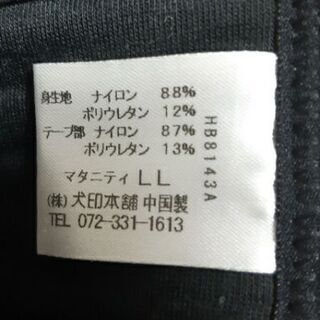 身生地 ナイロン 88%
ポリウレタン 12%
テープ部 ナイロン 87%
ポリウレタン 13%
マタニティ LL
(株) 犬印本舗 中国製
TEL 072-331-1613
HB8143A